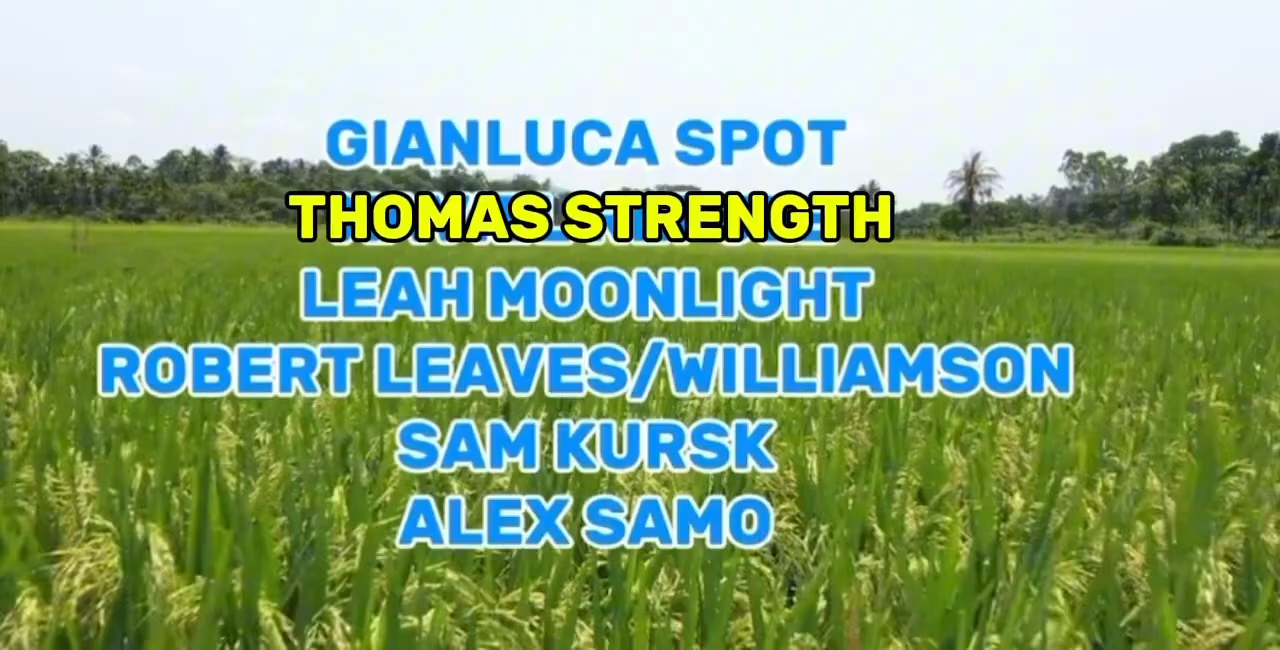 GIANLUCA SPOT
THOMAS STRENGTH
LEAH MOONLIGHT
ROBERT LEAVES/WILLIAMSON
SAM KURSK
ALEX SAMO